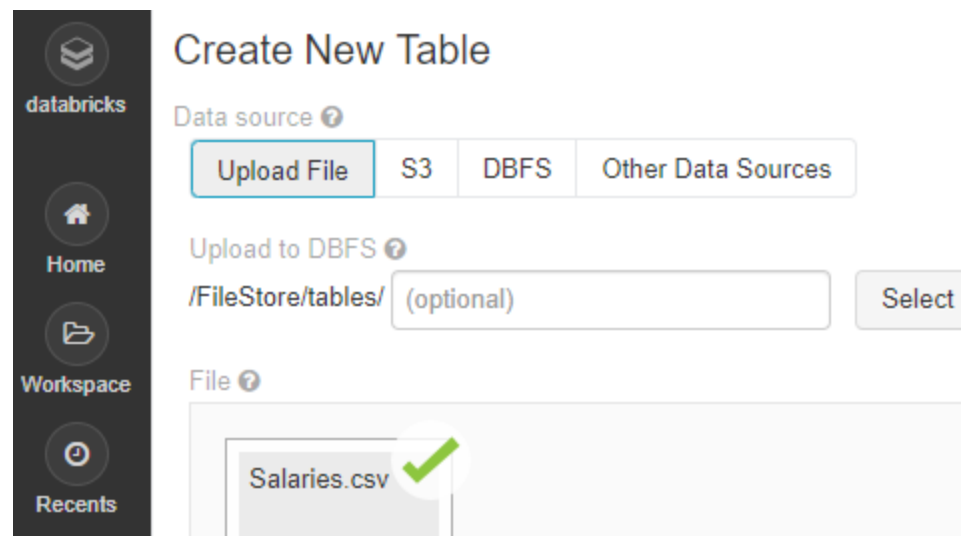 databricks
Home
Workspace
Recents
Create New Table
Data source ?
Upload File S3 DBFS Other Data Sources
Upload to DBFS ?
/FileStore/tables/ (optional) Select
File ?
Salaries.csv